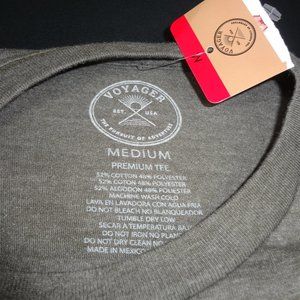 VOYAGER
EST. USA
THE PURSUIT OF ADVENTURE
MEDIUM
PREMIUM TEE
52% COTTON 48% POLYESTER
52% COTON 48% POLYESTER
52% ALGODON 48% POLIESTER
MACHINE WASH COLD
LAVA EN LAVADORA CON AGUA FRIA
DO NOT BLEACH NO BLANQUEADOR
TUMBLE DRY LOW
SECAR A TEMPERATURA BAJA
DO NOT IRON NO PLAN
DO NOT DRY CLEAN NO
MADE IN MEXICO
VOYAGER